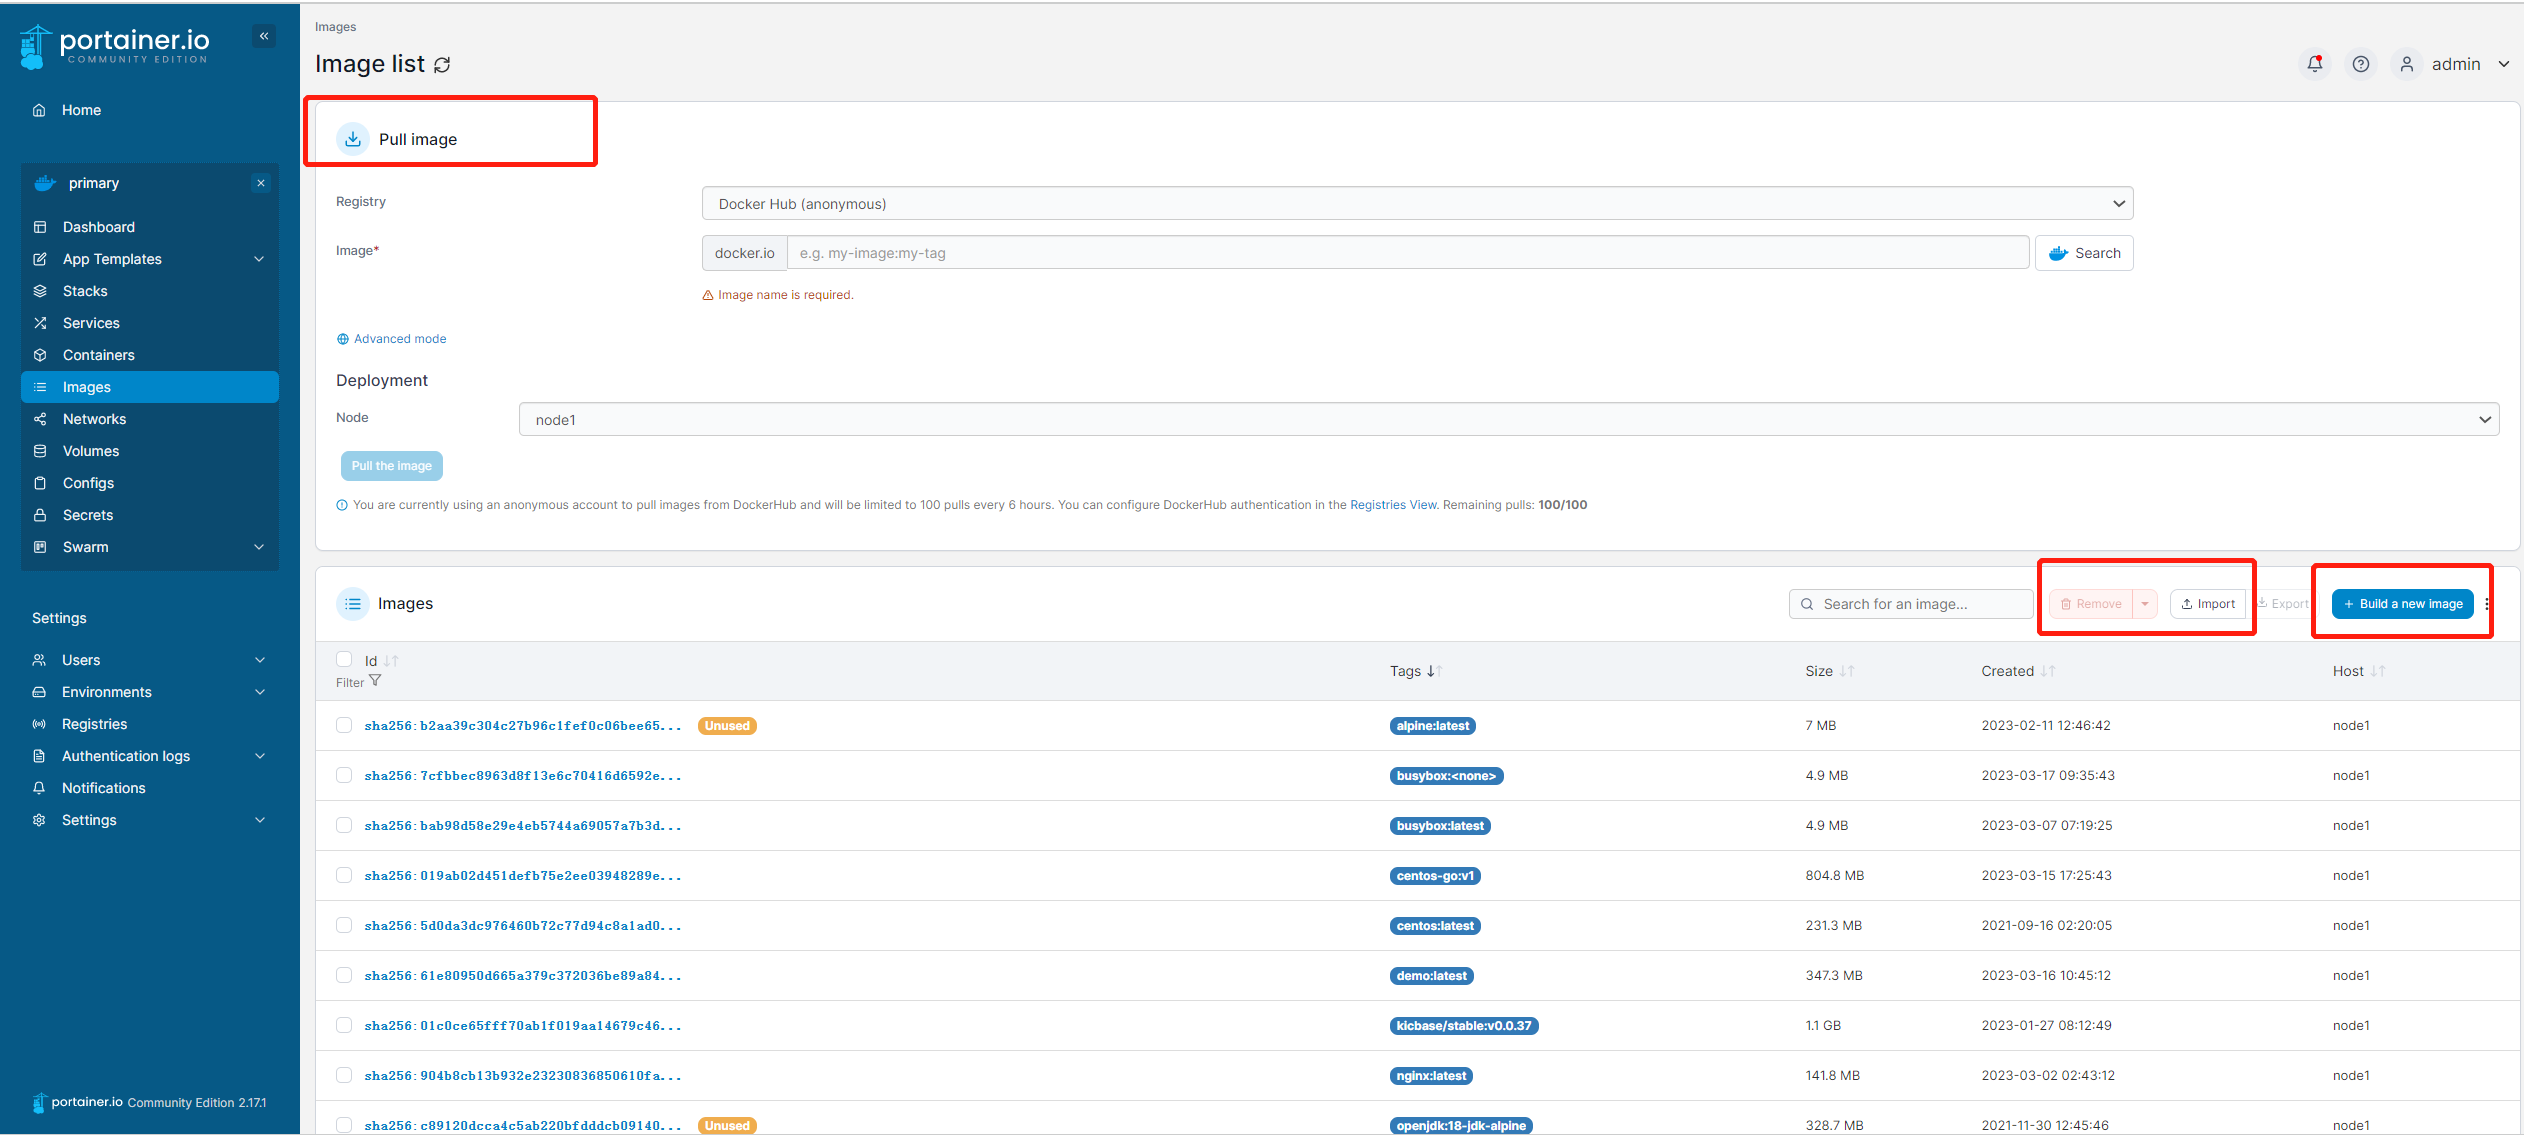 portainer.io
COMMUNITY EDITION
Home
primary
Dashboard
App Templates
Stacks
Services
Containers
Images
Networks
Volumes
Configs
Secrets
Swarm
Settings
Users
Environments
Registries
Authentication logs
Notifications
Settings
portainer.io Community Edition 2.17.1
Images
Image list
admin
Pull image
Registry
Docker Hub (anonymous)
Image*
docker.io e.g. my-image:my-tag Search
Image name is required.
Advanced mode
Deployment
Node
node1
Pull the image
You are currently using an anonymous account to pull images from DockerHub and will be limited to 100 pulls every 6 hours. You can configure DockerHub authentication in the Registries View. Remaining pulls: 100/100
Images Search for an image... Remove Import Export + Build a new image
Id Tags Size Created Host
Filter
sha256:b2aa39c304c27b96c1fef0c06bee65... Unused alpine:latest 7 MB 2023-02-11 12:46:42 node1
sha256:7cfbbec8963d8f13e6c70416d6592e... busybox:<none> 4.9 MB 2023-03-17 09:35:43 node1
sha256:bab98d58e29e4eb5744a69057a7b3d... busybox:latest 4.9 MB 2023-03-07 07:19:25 node1
sha256:019ab02d451defb75e2ee03948289e... centos-go:v1 804.8 MB 2023-03-15 17:25:43 node1
sha256:5d0da3dc976460b72c77d94c8a1ad0... centos:latest 231.3 MB 2021-09-16 02:20:05 node1
sha256:61e80950d665a379c372036be89a84... demo:latest 347.3 MB 2023-03-16 10:45:12 node1
sha256:01c0ce65fff70ab1f019aa14679c46... kicbase/stable:v0.0.37 1.1 GB 2023-01-27 08:12:49 node1
sha256:904b8cb13b932e23230836850610fa... nginx:latest 141.8 MB 2023-03-02 02:43:12 node1
sha256:c89120dcca4c5ab220bfdddcb09140... Unused openjdk:18-jdk-alpine 328.7 MB 2021-11-30 12:45:46 node1